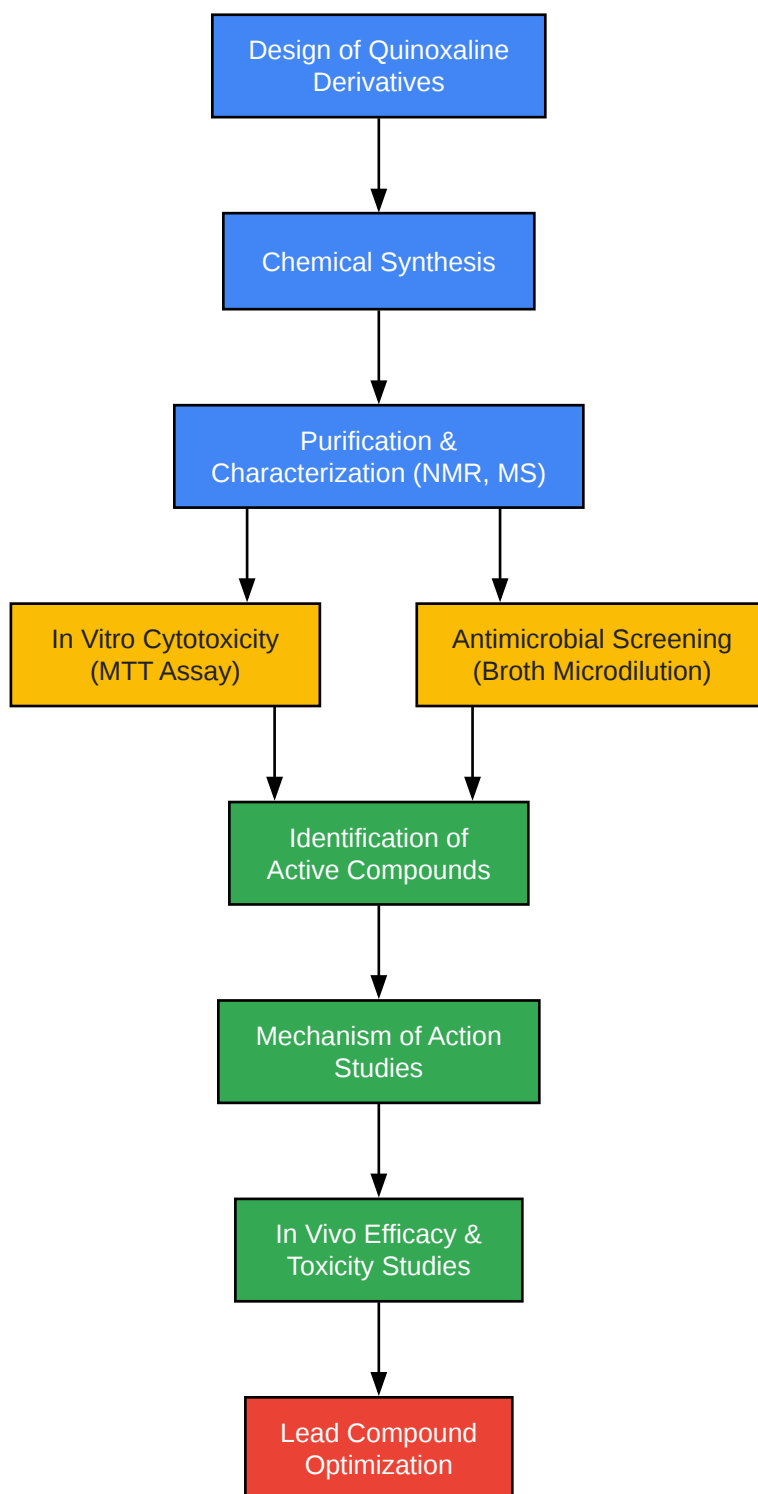 Design of Quinoxaline
Derivatives
Chemical Synthesis
Purification &
Characterization (NMR, MS)
In Vitro Cytotoxicity
(MTT Assay)
Antimicrobial Screening
(Broth Microdilution)
Identification of
Active Compounds
Mechanism of Action
Studies
In Vivo Efficacy &
Toxicity Studies
Lead Compound
Optimization